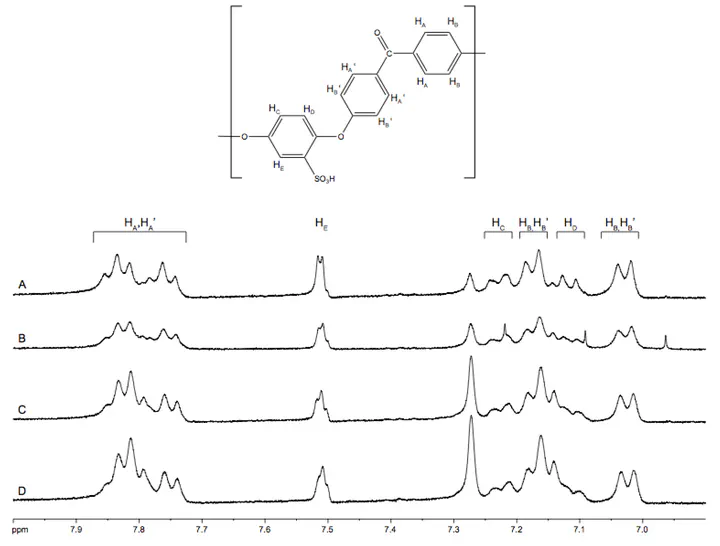 O
H_A H_B
C
H_A' H_A H_B
H_B' H_A'
H_C H_D
H_B'
O O
H_E
SO₃H
H_A,H_A' H_E H_C H_B,H_B' H_D H_B,H_B'
A
B
C
D
ppm 7.9 7.8 7.7 7.6 7.5 7.4 7.3 7.2 7.1 7.0